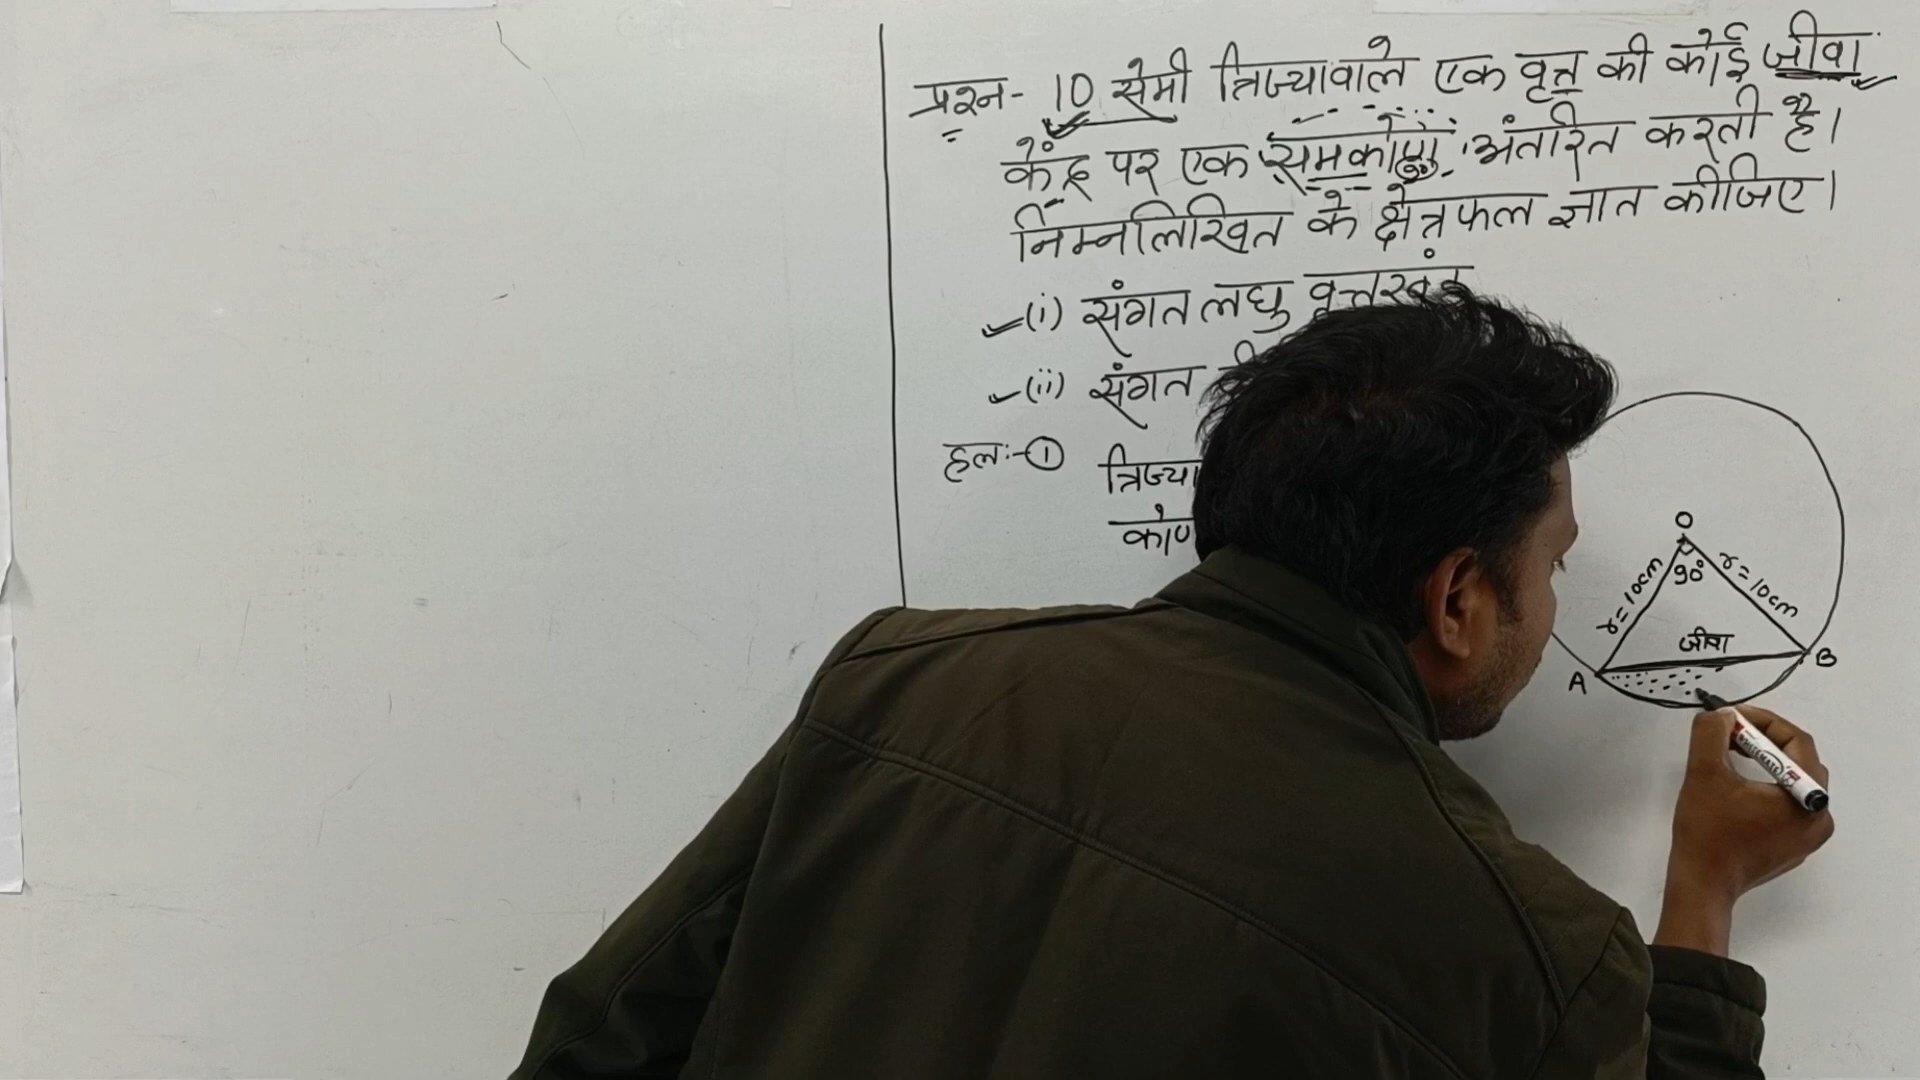 प्रश्न- 10 सेमी त्रिज्यावाले एक वृत्त की कोई जीवा
केंद्र पर एक समकोण अंतरित करती है।
निम्नलिखित के क्षेत्रफल ज्ञात कीजिए।
(i) संगत लघु वृत्तखंड
(ii) संगत
हल:- ① त्रिज्या
कोण
O
90°
r = 10cm
r = 10cm
जीवा
A
B